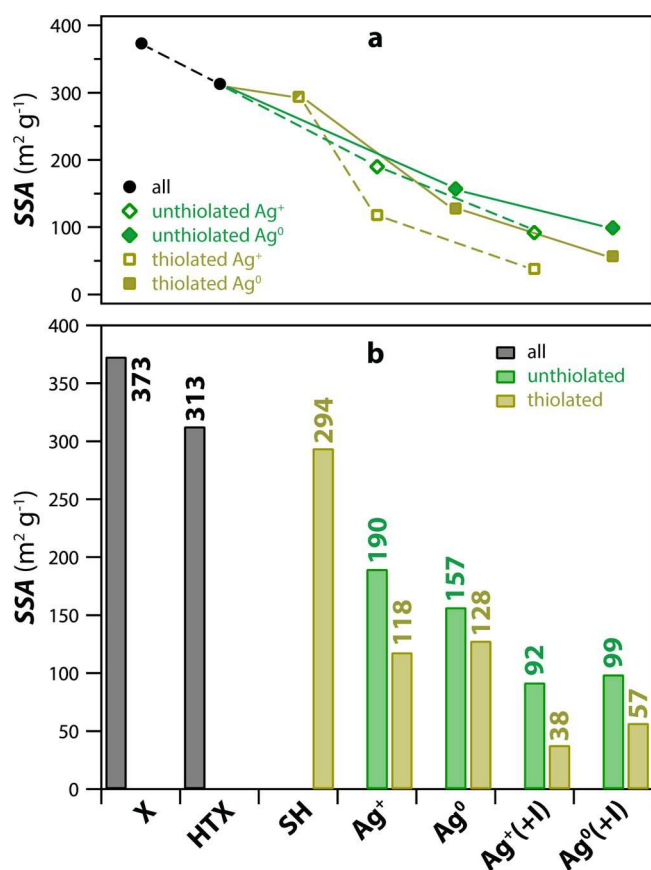 a
SSA (m² g⁻¹)
400
300
200
100
0
all
unthiolated Ag⁺
unthiolated Ag⁰
thiolated Ag⁺
thiolated Ag⁰
b
SSA (m² g⁻¹)
400
350
300
250
200
150
100
50
0
all
unthiolated
thiolated
373
313
294
190
118
157
128
92
38
99
57
X
HTX
SH
Ag⁺
Ag⁰
Ag⁺(+I)
Ag⁰(+I)